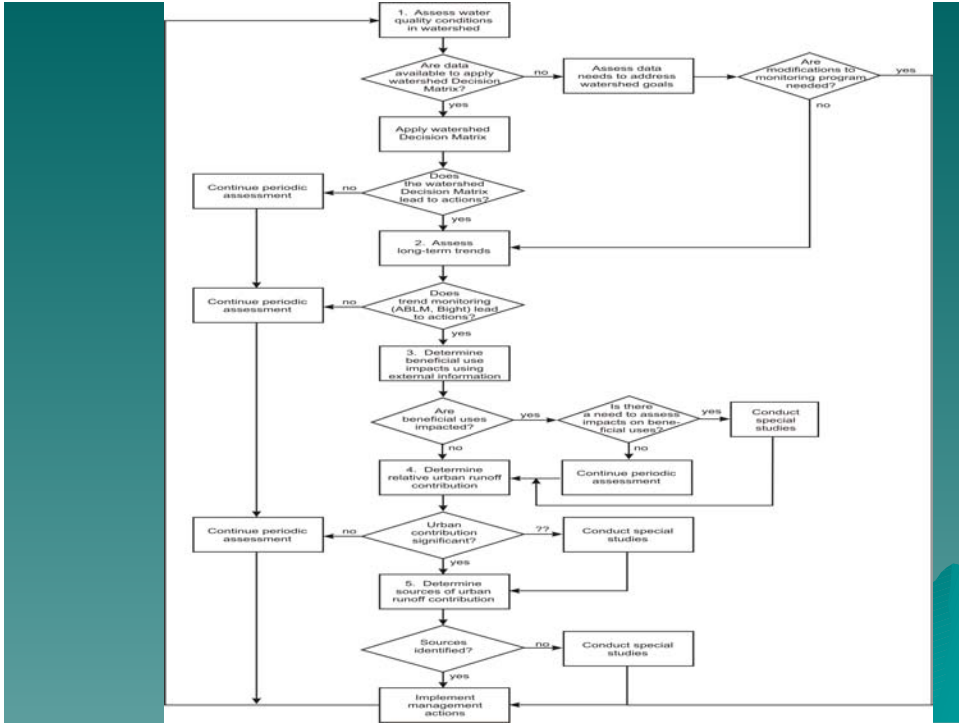 1. Assess water
quality conditions
in watershed
Are data
available to apply
watershed Decision
Matrix?
no
Assess data
needs to address
watershed goals
Are
modifications to
monitoring program
needed?
yes
yes
no
Apply watershed
Decision Matrix
Does
the watershed
Decision Matrix
lead to actions?
no
Continue periodic
assessment
yes
2. Assess
long-term trends
Does
trend monitoring
(ABLM, Bight) lead
to actions?
no
Continue periodic
assessment
yes
3. Determine
beneficial use
impacts using
external information
Are
beneficial uses
impacted?
yes
Is there
a need to assess
impacts on bene-
ficial uses?
yes
Conduct
special
studies
no
no
4. Determine
relative urban runoff
contribution
Continue periodic
assessment
Urban
contribution
significant?
no
Continue periodic
assessment
??
Conduct special
studies
yes
5. Determine
sources of urban
runoff contribution
Sources
identified?
no
Conduct special
studies
yes
Implement
management
actions